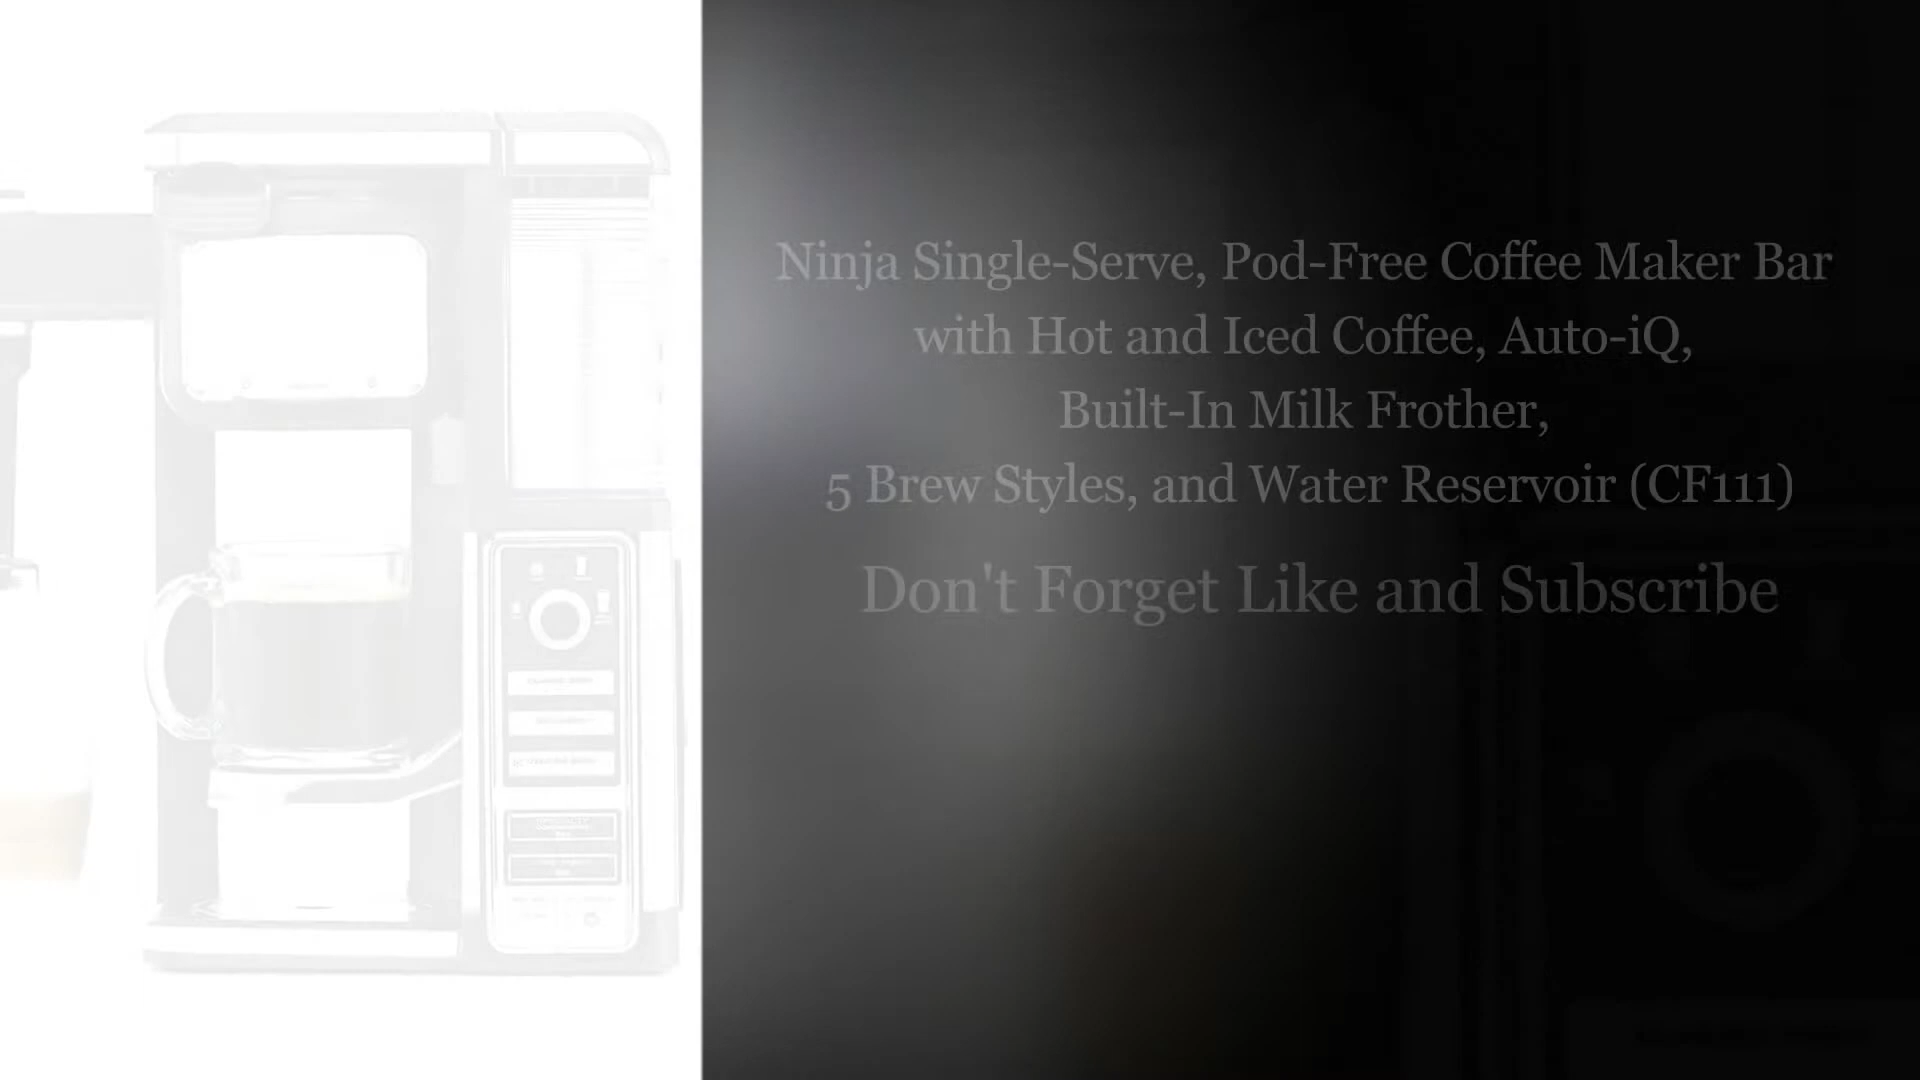 Ninja Single-Serve, Pod-Free Coffee Maker Bar
with Hot and Iced Coffee, Auto-iQ,
Built-In Milk Frother,
5 Brew Styles, and Water Reservoir (CF111)
Don't Forget Like and Subscribe